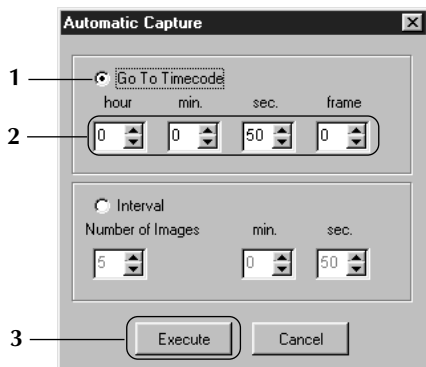 Automatic Capture
1 Go To Timecode
hour min. sec. frame
2 0 0 50 0
Interval
Number of Images min. sec.
5 0 50
3 Execute Cancel